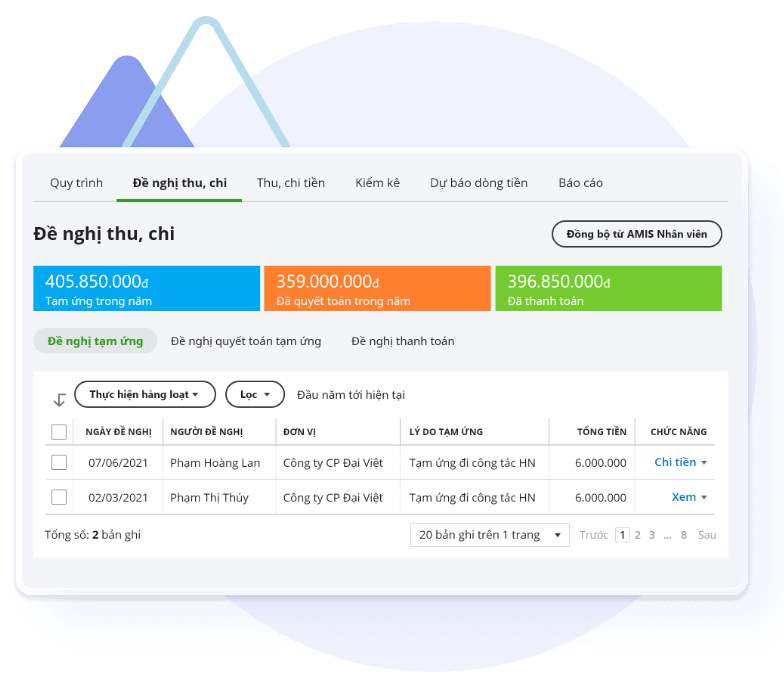 Quy trình Đề nghị thu, chi Thu, chi tiền Kiểm kê Dự báo dòng tiền Báo cáo
Đề nghị thu, chi Đồng bộ từ AMIS Nhân viên
405.850.000đ 359.000.000đ 396.850.000đ
Tạm ứng trong năm Đã quyết toán trong năm Đã thanh toán
Đề nghị tạm ứng Đề nghị quyết toán tạm ứng Đề nghị thanh toán
Thực hiện hàng loạt Lọc Đầu năm tới hiện tại
NGÀY ĐỀ NGHỊ NGƯỜI ĐỀ NGHỊ ĐƠN VỊ LÝ DO TẠM ỨNG TỔNG TIỀN CHỨC NĂNG
07/06/2021 Phạm Hoàng Lan Công ty CP Đại Việt Tạm ứng đi công tác HN 6.000.000 Chi tiền
02/03/2021 Phạm Thị Thúy Công ty CP Đại Việt Tạm ứng đi công tác HN 6.000.000 Xem
Tổng số: 2 bản ghi 20 bản ghi trên 1 trang Trước 1 2 3 ... 8 Sau